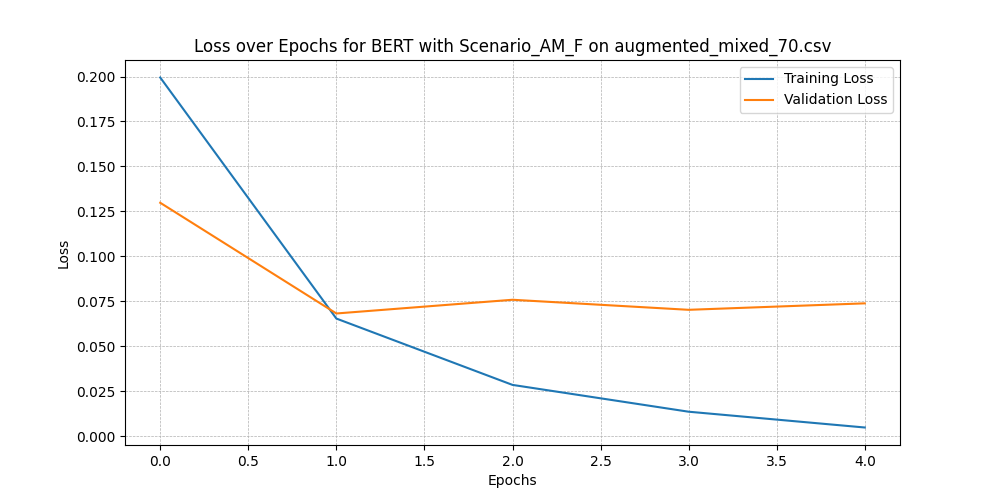 Loss over Epochs for BERT with Scenario_AM_F on augmented_mixed_70.csv
Training Loss
Validation Loss
0.200
0.175
0.150
0.125
0.100
0.075
0.050
0.025
0.000
Loss
0.0 0.5 1.0 1.5 2.0 2.5 3.0 3.5 4.0
Epochs